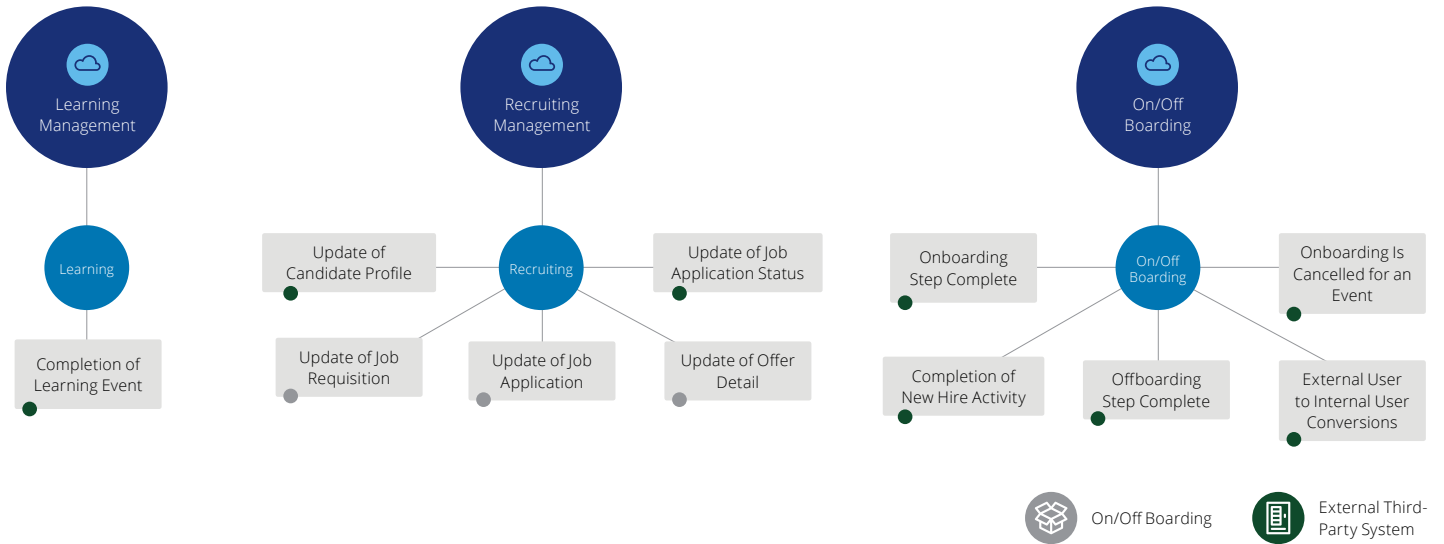 Learning
Management
Learning
Completion of
Learning Event
Recruiting
Management
Recruiting
Update of
Candidate Profile
Update of Job
Application Status
Update of Job
Requisition
Update of Job
Application
Update of Offer
Detail
On/Off
Boarding
On/Off
Boarding
Onboarding
Step Complete
Onboarding Is
Cancelled for an
Event
Completion of
New Hire Activity
Offboarding
Step Complete
External User
to Internal User
Conversions
On/Off Boarding
External Third-
Party System